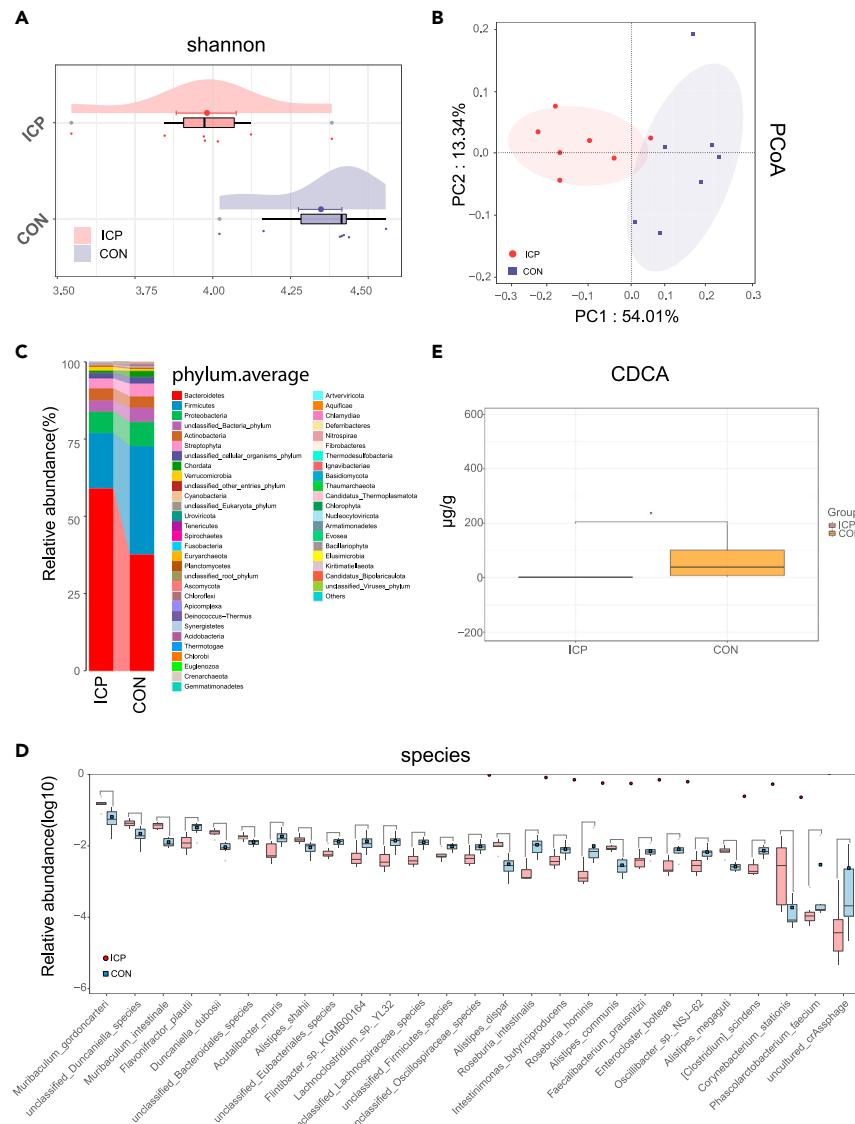 A
shannon
ICP
CON
ICP
CON
3.50
3.75
4.00
4.25
4.50
B
0.2
0.1
0.0
−0.1
−0.2
PC2 : 13.34%
ICP
CON
−0.3
−0.2
−0.1
0.0
0.1
0.2
0.3
PC1 : 54.01%
PCoA
C
100
75
50
25
0
Relative abundance(%)
ICP
CON
phylum.average
Bacteroidetes
Firmicutes
Proteobacteria
unclassified_Bacteria_phylum
Actinobacteria
Streptophyta
unclassified_cellular_organisms_phylum
Chordata
Verrucomicrobia
unclassified_other_entries_phylum
Cyanobacteria
unclassified_Eukaryota_phylum
Uroviricota
Tenericutes
Spirochaetes
Fusobacteria
Euryarchaeota
Planctomycetes
unclassified_root_phylum
Ascomycota
Chloroflexi
Apicomplexa
Deinococcus−Thermus
Synergistetes
Acidobacteria
Thermotogae
Chlorobi
Euglenozoa
Crenarchaeota
Gemmatimonadetes
Artverviricota
Aquificae
Chlamydiae
Deferribacteres
Nitrospirae
Fibrobacteres
Thermodesulfobacteria
Ignavibacteriae
Basidiomycota
Thaumarchaeota
Candidatus_Thermoplasmatota
Chlorophyta
Nucleocytoviricota
Armatimonadetes
Evosea
Bacillariophyta
Elusimicrobia
Kiritimatiellaeota
Candidatus_Bipolaricaulota
unclassified_Viruses_phylum
Others
E
CDCA
600
400
200
0
−200
µg/g
ICP
CON
Group
ICP
CON
D
species
0
−2
−4
−6
Relative abundance(log10)
ICP
CON
Muribaculum_gordoncarteri
unclassified_Duncaniella_species
Muribaculum_intestinale
Flavonifractor_plautii
Duncaniella_dubosii
unclassified_Bacteroidales_species
Acutalibacter_muris
Alistipes_shahii
unclassified_Eubacteriales_species
Flintibacter_sp._KGMB00164
Lachnoclostridium_sp._YL32
unclassified_Lachnospiraceae_species
unclassified_Firmicutes_species
unclassified_Oscillospiraceae_species
Alistipes_dispar
Roseburia_intestinalis
Intestinimonas_butyriciproducens
Roseburia_hominis
Alistipes_communis
Faecalibacterium_prausnitzii
Enterocloster_bolteae
Oscillibacter_sp._NSJ−62
Alistipes_megaguti
[Clostridium]_scindens
Corynebacterium_stationis
Phascolarctobacterium_faecium
uncultured_crAssphage